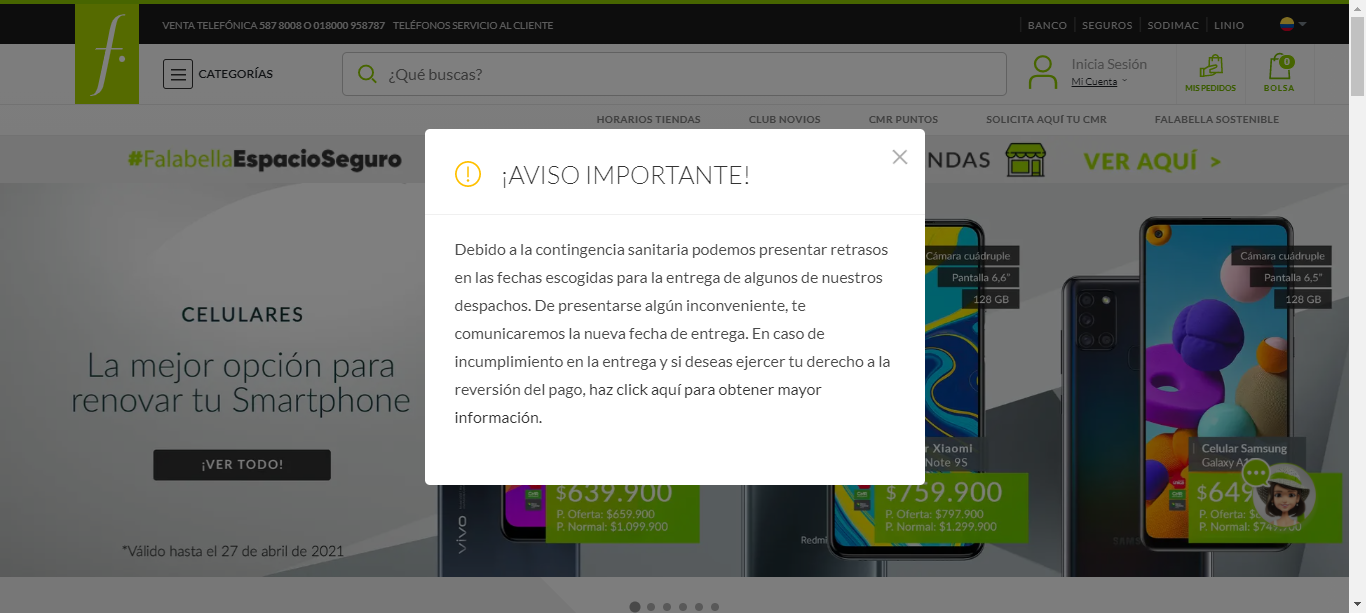 VENTA TELEFÓNICA 587 8008 O 018000 958787 TELÉFONOS SERVICIO AL CLIENTE
BANCO SEGUROS SODIMAC LINIO
f.
CATEGORÍAS
¿Qué buscas?
Inicia Sesión
Mi Cuenta
MIS PEDIDOS
0
BOLSA
HORARIOS TIENDAS CLUB NOVIOS CMR PUNTOS SOLICITA AQUÍ TU CMR FALABELLA SOSTENIBLE
#FalabellaEspacioSeguro
NDAS
VER AQUÍ >
¡AVISO IMPORTANTE!
Debido a la contingencia sanitaria podemos presentar retrasos
en las fechas escogidas para la entrega de algunos de nuestros
despachos. De presentarse algún inconveniente, te
comunicaremos la nueva fecha de entrega. En caso de
incumplimiento en la entrega y si deseas ejercer tu derecho a la
reversión del pago, haz click aquí para obtener mayor
información.
CELULARES
La mejor opción para
renovar tu Smartphone
¡VER TODO!
*Válido hasta el 27 de abril de 2021
vivo
$639.900
P. Oferta: $659.900
P. Normal: $1.099.900
Cámara cuádruple
Pantalla 6,6"
128 GB
Xiaomi
Note 9S
Redmi
$759.900
P. Oferta: $797.900
P. Normal: $1.299.900
Cámara cuádruple
Pantalla 6,5"
128 GB
Celular Samsung
Galaxy
SAMSUNG
$649
P. Oferta:
P. Normal: